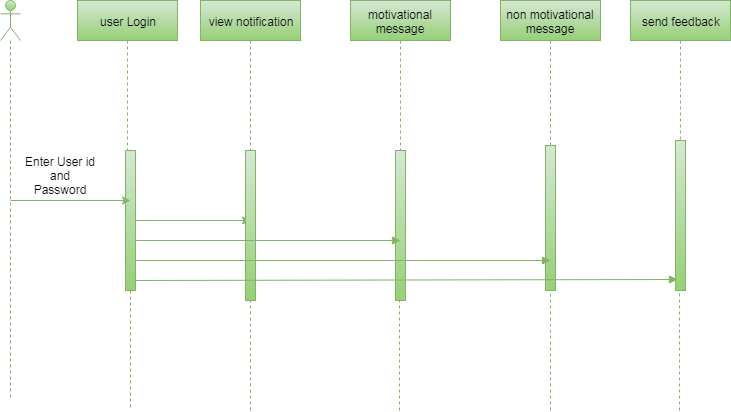 user Login
view notification
motivational
message
non motivational
message
send feedback
Enter User id
and
Password